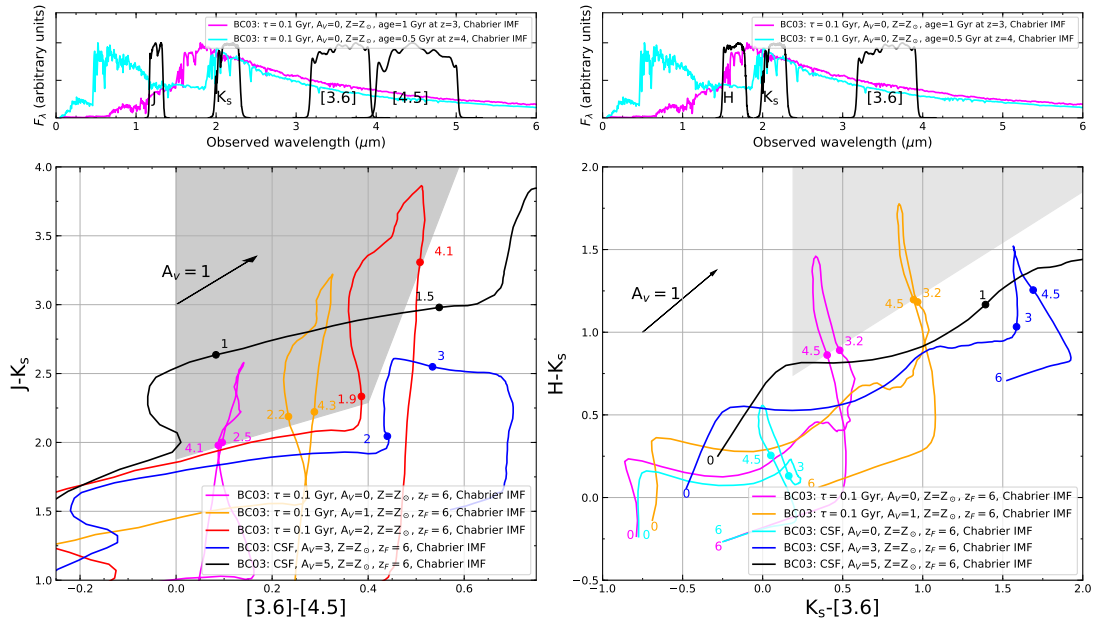 BC03: τ = 0.1 Gyr, A_V=0, Z=Z⊙, age=1 Gyr at z=3, Chabrier IMF
BC03: τ = 0.1 Gyr, A_V=0, Z=Z⊙, age=0.5 Gyr at z=4, Chabrier IMF
J
K_s
[3.6]
[4.5]
F_λ (arbitrary units)
0 1 2 3 4 5 6
Observed wavelength (μm)
BC03: τ = 0.1 Gyr, A_V=0, Z=Z⊙, age=1 Gyr at z=3, Chabrier IMF
BC03: τ = 0.1 Gyr, A_V=0, Z=Z⊙, age=0.5 Gyr at z=4, Chabrier IMF
H
K_s
[3.6]
F_λ (arbitrary units)
0 1 2 3 4 5 6
Observed wavelength (μm)
4.0
3.5
3.0
2.5
2.0
1.5
1.0
J-K_s
A_v = 1
4.1
1.5
1
3
1.9
2.2
4.3
2
4.1
2.5
BC03: τ = 0.1 Gyr, A_V=0, Z=Z⊙, z_F = 6, Chabrier IMF
BC03: τ = 0.1 Gyr, A_V=1, Z=Z⊙, z_F = 6, Chabrier IMF
BC03: τ = 0.1 Gyr, A_V=2, Z=Z⊙, z_F = 6, Chabrier IMF
BC03: CSF, A_V=3, Z=Z⊙, z_F = 6, Chabrier IMF
BC03: CSF, A_V=5, Z=Z⊙, z_F = 6, Chabrier IMF
−0.2 0.0 0.2 0.4 0.6
[3.6]-[4.5]
2.0
1.5
1.0
0.5
0.0
−0.5
H-K_s
A_v = 1
1
4.5
3.2
4.5
3
3.2
4.5
6
0
4.5
3
0
6
0
0
0
6
6
BC03: τ = 0.1 Gyr, A_V=0, Z=Z⊙, z_F = 6, Chabrier IMF
BC03: τ = 0.1 Gyr, A_V=1, Z=Z⊙, z_F = 6, Chabrier IMF
BC03: CSF, A_V=0, Z=Z⊙, z_F = 6, Chabrier IMF
BC03: CSF, A_V=3, Z=Z⊙, z_F = 6, Chabrier IMF
BC03: CSF, A_V=5, Z=Z⊙, z_F = 6, Chabrier IMF
−1.0 −0.5 0.0 0.5 1.0 1.5 2.0
K_s-[3.6]